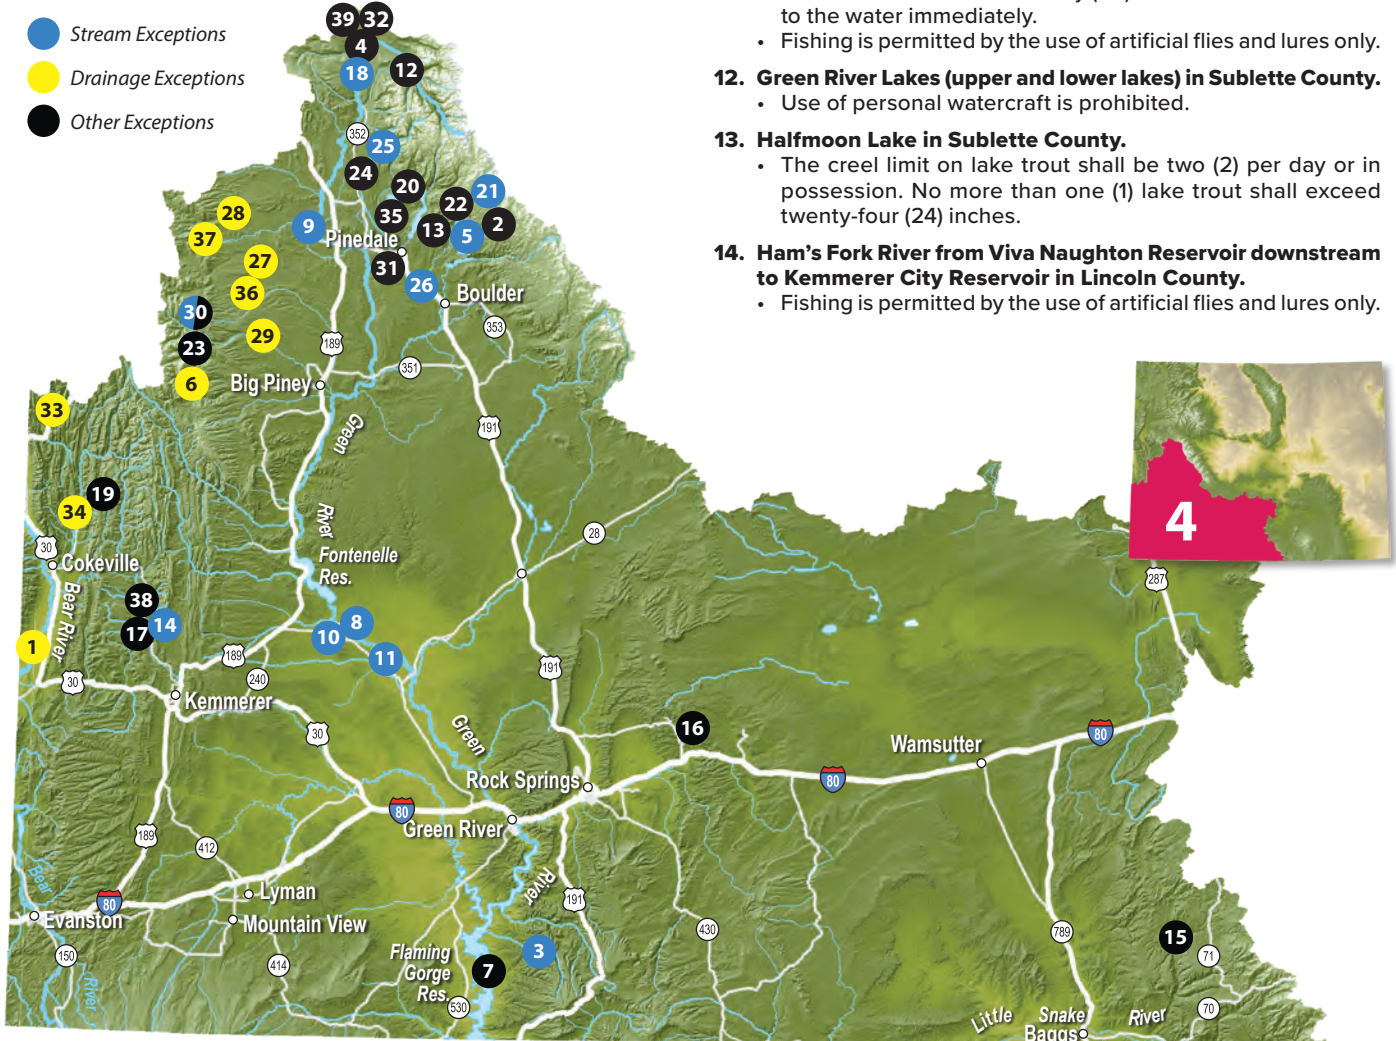 Stream Exceptions
Drainage Exceptions
Other Exceptions
to the water immediately.
• Fishing is permitted by the use of artificial flies and lures only.
12. Green River Lakes (upper and lower lakes) in Sublette County.
• Use of personal watercraft is prohibited.
13. Halfmoon Lake in Sublette County.
• The creel limit on lake trout shall be two (2) per day or in
possession. No more than one (1) lake trout shall exceed
twenty-four (24) inches.
14. Ham's Fork River from Viva Naughton Reservoir downstream
to Kemmerer City Reservoir in Lincoln County.
• Fishing is permitted by the use of artificial flies and lures only.
39 32
4
18
12
352
25
24
20
21
22
35
2
28
9
13
5
37
Pinedale
27
31
26
36
Boulder
30
353
29
23
189
351
6
Big Piney
33
Green
191
4
19
34
River
28
30
Fontenelle
Res.
Cokeville
287
Bear River
38
8
14
17
10
1
11
189
191
240
30
Kemmerer
Green
16
30
80
Wamsutter
Rock Springs
80
80
Green River
189
412
Bear
River
Lyman
191
80
Evanston
Mountain View
430
789
15
150
Flaming
Gorge
Res.
3
71
414
7
River
530
70
Little Snake River
Baggs